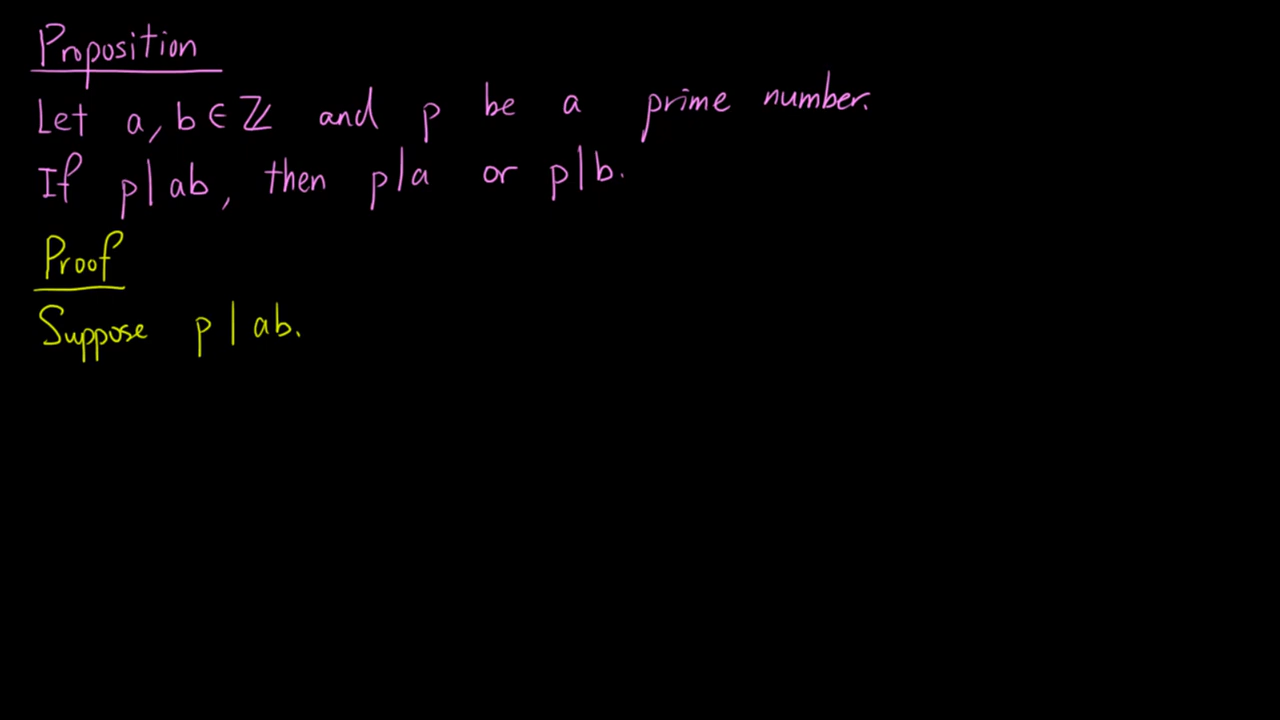 Proposition
Let a, b ∈ ℤ and p be a prime number.
If p | ab, then p | a or p | b.
Proof
Suppose p | ab.